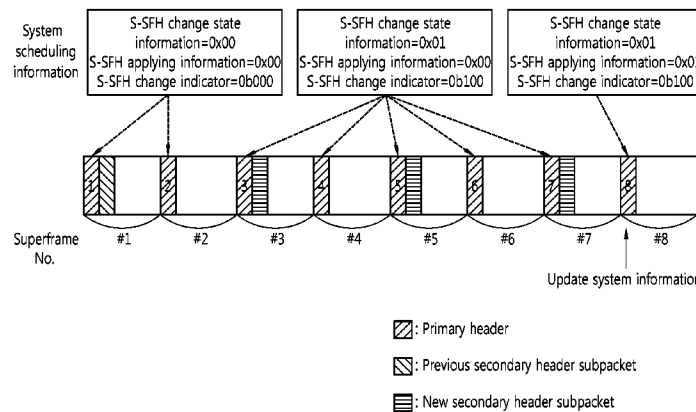 System
scheduling
information
S-SFH change state
information=0x00
S-SFH applying information=0x00
S-SFH change indicator=0b000
S-SFH change state
information=0x01
S-SFH applying information=0x00
S-SFH change indicator=0b100
S-SFH change state
information=0x01
S-SFH applying information=0x01
S-SFH change indicator=0b100
1 2 3 4 5 6 7 8
Superframe
No.
#1 #2 #3 #4 #5 #6 #7 #8
Update system information
: Primary header
: Previous secondary header subpacket
: New secondary header subpacket